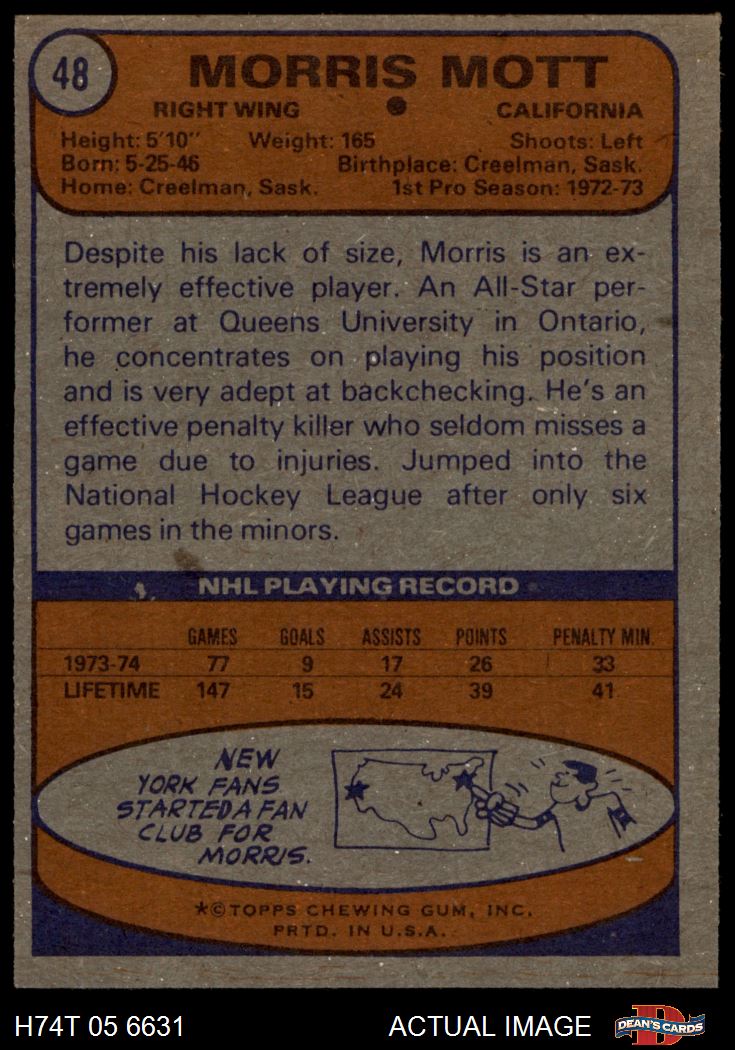 48
MORRIS MOTT
RIGHT WING ● CALIFORNIA
Height: 5'10" Weight: 165 Shoots: Left
Born: 5-25-46 Birthplace: Creelman, Sask.
Home: Creelman, Sask. 1st Pro Season: 1972-73
Despite his lack of size, Morris is an ex-
tremely effective player. An All-Star per-
former at Queens University in Ontario,
he concentrates on playing his position
and is very adept at backchecking. He's an
effective penalty killer who seldom misses a
game due to injuries. Jumped into the
National Hockey League after only six
games in the minors.
NHL PLAYING RECORD
GAMES GOALS ASSISTS POINTS PENALTY MIN.
1973-74 77 9 17 26 33
LIFETIME 147 15 24 39 41
NEW
YORK FANS
STARTED A FAN
CLUB FOR
MORRIS.
*©TOPPS CHEWING GUM, INC.
PRTD. IN U.S.A.
H74T 05 6631 ACTUAL IMAGE DEAN'S CARDS